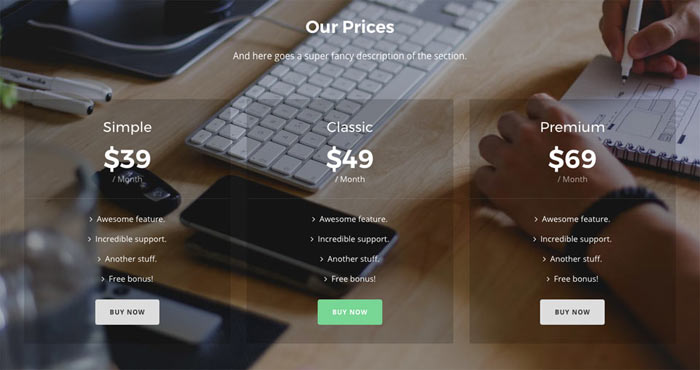 Our Prices
And here goes a super fancy description of the section.
Simple
$39
/ Month
Awesome feature.
Incredible support.
Another stuff.
Free bonus!
BUY NOW
Classic
$49
/ Month
Awesome feature.
Incredible support.
Another stuff.
Free bonus!
BUY NOW
Premium
$69
/ Month
Awesome feature.
Incredible support.
Another stuff.
Free bonus!
BUY NOW